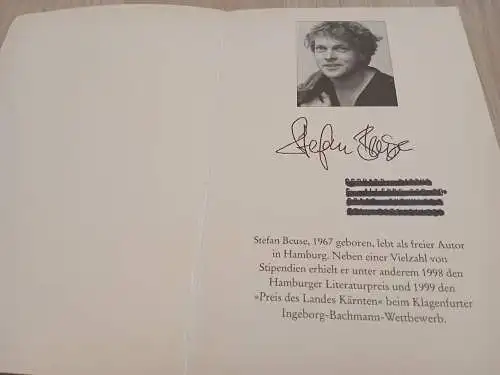 Stefan Beuse
Stefan Beuse, 1967 geboren, lebt als freier Autor
in Hamburg. Neben einer Vielzahl von
Stipendien erhielt er unter anderem 1998 den
Hamburger Literaturpreis und 1999 den
»Preis des Landes Kärnten« beim Klagenfurter
Ingeborg-Bachmann-Wettbewerb.